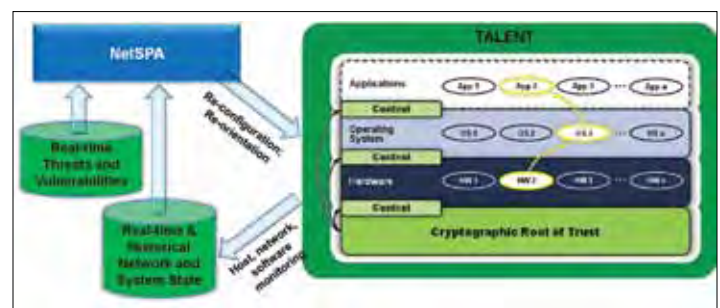 NetSPA
Real-time
Threats and
Vulnerabilities
Real-time &
Historical
Network and
System State
Re-configuration;
Re-orientation
Host, network,
software
monitoring
TALENT
Applications
App 1 App 2 App 3 ... App n
Control
Operating
System
OS 1 OS 2 OS 3 ... OS n
Control
Hardware
HW 1 HW 2 HW 3 ... HW n
Control
Cryptographic Root of Trust